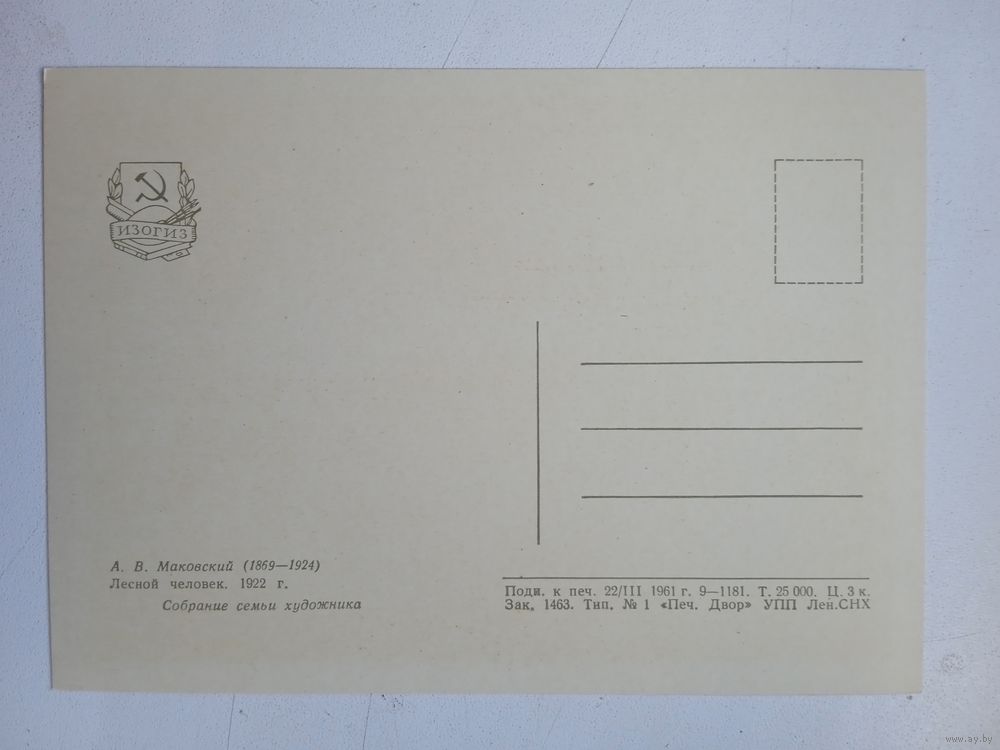 ИЗОГИЗ
А. В. Маковский (1869—1924)
Лесной человек. 1922 г.
Собрание семьи художника
Подп. к печ. 22/III 1961 г. 9—1181. Т. 25 000. Ц. 3 к.
Зак. 1463. Тип. № 1 «Печ. Двор» УПП Лен.СНХ
www.ay.by